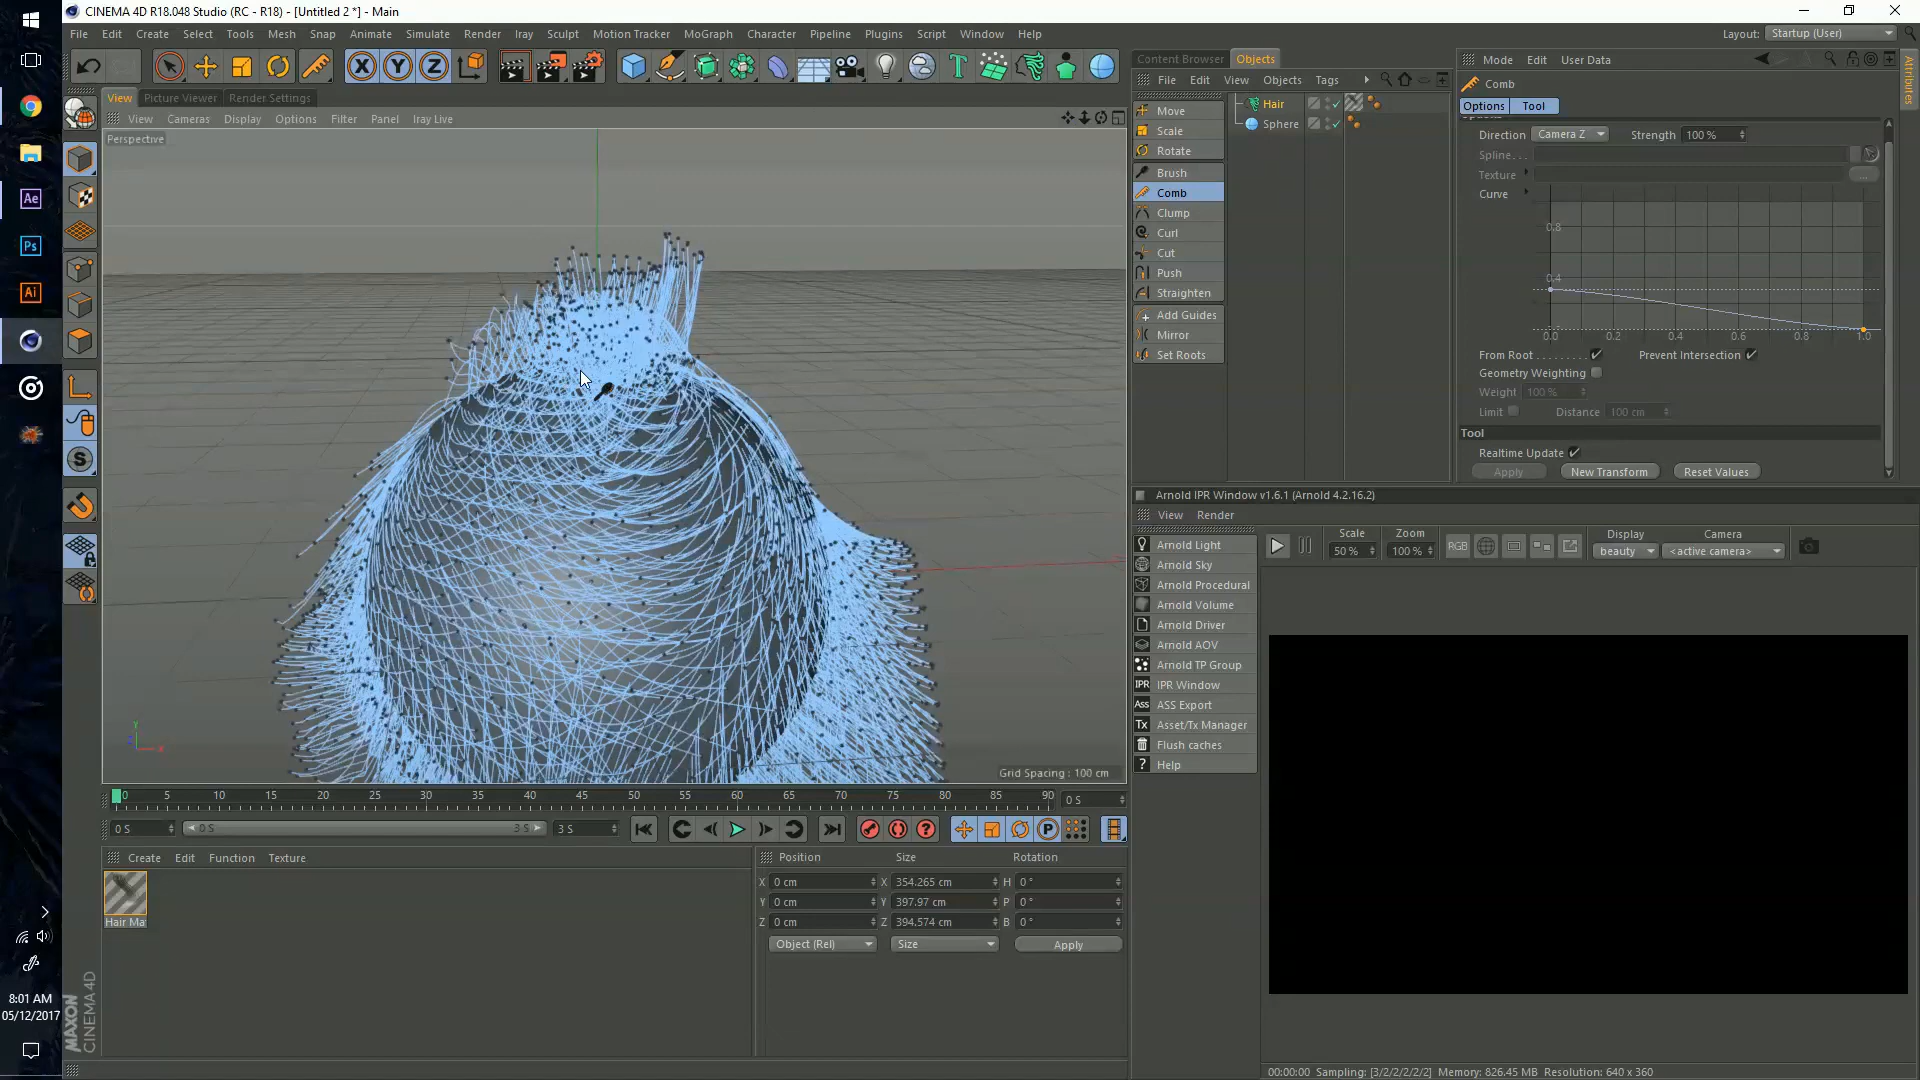 CINEMA 4D R18.048 Studio (RC - R18) - [Untitled 2 *] - Main
File Edit Create Select Tools Mesh Snap Animate Simulate Render Iray Sculpt Motion Tracker MoGraph Character Pipeline Plugins Script Window Help
Layout: Startup (User)
X Y Z
View Picture Viewer Render Settings
View Cameras Display Options Filter Panel Iray Live
Perspective
Grid Spacing : 100 cm
Y
Z
X
Ae
Ps
Ai
S
Content Browser Objects
File Edit View Objects Tags
Move
Scale
Rotate
Brush
Comb
Clump
Curl
Cut
Push
Straighten
Add Guides
Mirror
Set Roots
Hair
Sphere
Mode Edit User Data
Attributes
Comb
Options Tool
Direction Camera Z Strength 100 %
Spline . . .
Texture
Curve
0.8
0.4
0.0 0.2 0.4 0.6 0.8 1.0
From Root . . . . . . . . . Prevent Intersection
Geometry Weighting
Weight 100 %
Limit Distance 100 cm
Tool
Realtime Update
Apply New Transform Reset Values
Arnold IPR Window v1.6.1 (Arnold 4.2.16.2)
View Render
Arnold Light
Arnold Sky
Arnold Procedural
Arnold Volume
Arnold Driver
Arnold AOV
Arnold TP Group
IPR IPR Window
Ass ASS Export
Tx Asset/Tx Manager
Flush caches
? Help
Scale Zoom Display Camera
50 % 100 % RGB beauty <active camera>
0 5 10 15 20 25 30 35 40 45 50 55 60 65 70 75 80 85 90 0 S
0 S 0 S 3 S 3 S
? P
Create Edit Function Texture
Hair Ma
Position Size Rotation
X 0 cm X 354.265 cm H 0 °
Y 0 cm Y 397.97 cm P 0 °
Z 0 cm Z 394.574 cm B 0 °
Object (Rel) Size Apply
MAXON
CINEMA 4D
8:01 AM
05/12/2017
00:00:00 Sampling: [3/2/2/2/2/2] Memory: 826.45 MB Resolution: 640 x 360